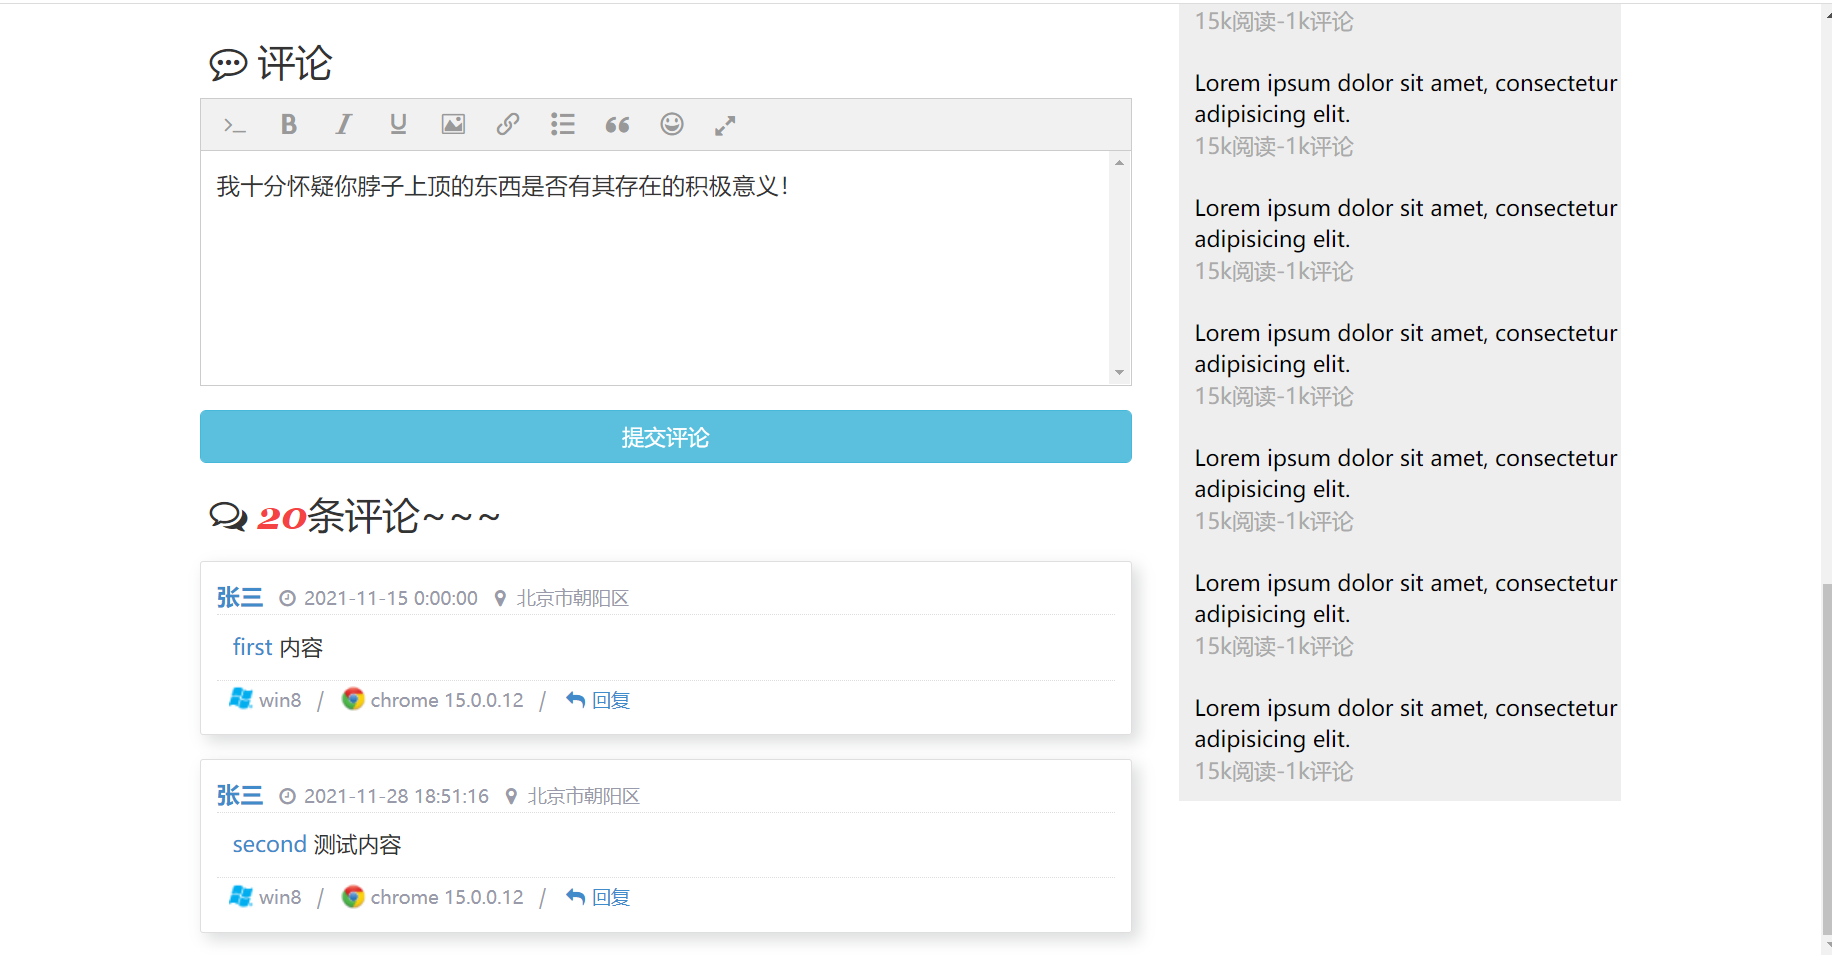 评论
B I U
我十分怀疑你脖子上顶的东西是否有其存在的积极意义！
提交评论
20条评论~~~
张三 2021-11-15 0:00:00 北京市朝阳区
first 内容
win8 / chrome 15.0.0.12 / 回复
张三 2021-11-28 18:51:16 北京市朝阳区
second 测试内容
win8 / chrome 15.0.0.12 / 回复
15k阅读-1k评论
Lorem ipsum dolor sit amet, consectetur
adipisicing elit.
15k阅读-1k评论
Lorem ipsum dolor sit amet, consectetur
adipisicing elit.
15k阅读-1k评论
Lorem ipsum dolor sit amet, consectetur
adipisicing elit.
15k阅读-1k评论
Lorem ipsum dolor sit amet, consectetur
adipisicing elit.
15k阅读-1k评论
Lorem ipsum dolor sit amet, consectetur
adipisicing elit.
15k阅读-1k评论
Lorem ipsum dolor sit amet, consectetur
adipisicing elit.
15k阅读-1k评论